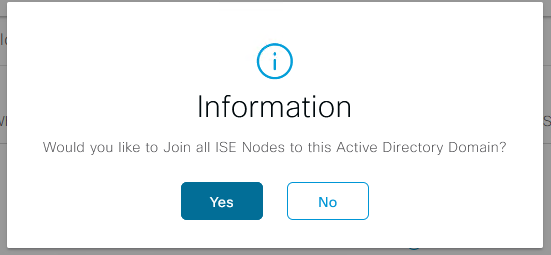 Information
Would you like to Join all ISE Nodes to this Active Directory Domain?
Yes
No